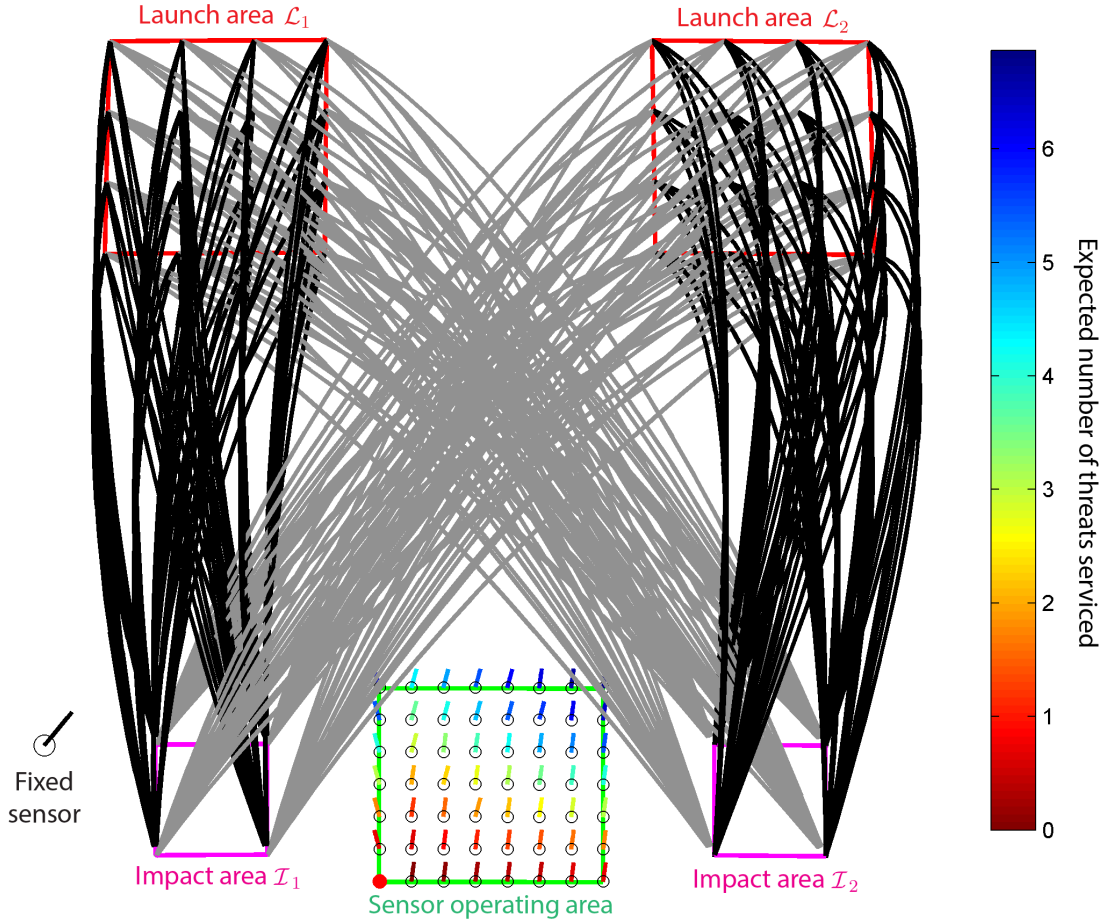 Launch area ℒ₁
Launch area ℒ₂
6
5
4
3
2
1
0
Expected number of threats serviced
Fixed
sensor
Impact area ℐ₁
Impact area ℐ₂
Sensor operating area